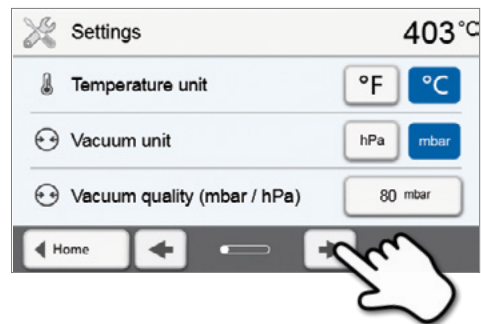 Settings 403 °C
Temperature unit °F °C
Vacuum unit hPa mbar
Vacuum quality (mbar / hPa) 80 mbar
Home